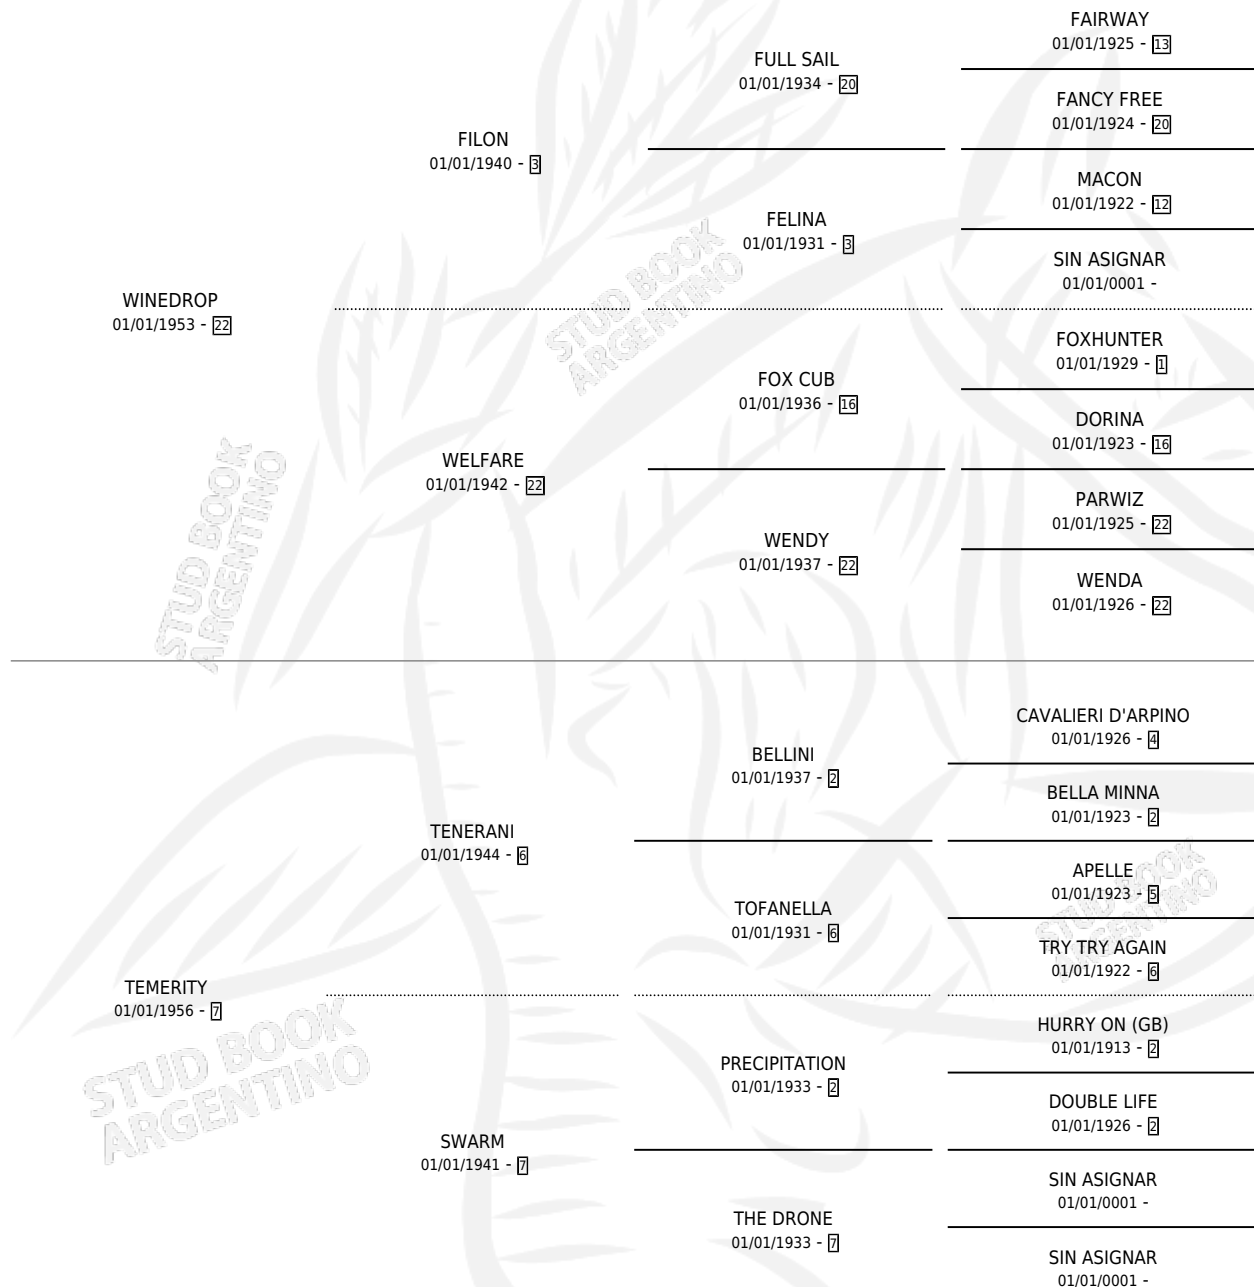 FAIRWAY
01/01/1925 - 13
FULL SAIL
01/01/1934 - 20
FANCY FREE
01/01/1924 - 20
FILON
01/01/1940 - 3
MACON
01/01/1922 - 12
FELINA
01/01/1931 - 3
SIN ASIGNAR
01/01/0001 -
STUD BOOK
ARGENTINO
WINEDROP
01/01/1953 - 22
FOXHUNTER
01/01/1929 - 1
FOX CUB
01/01/1936 - 16
DORINA
01/01/1923 - 16
WELFARE
01/01/1942 - 22
PARWIZ
01/01/1925 - 22
WENDY
01/01/1937 - 22
WENDA
01/01/1926 - 22
STUD BOOK
ARGENTINO
CAVALIERI D'ARPINO
01/01/1926 - 4
BELLINI
01/01/1937 - 2
BELLA MINNA
01/01/1923 - 2
TENERANI
01/01/1944 - 6
APELLE
01/01/1923 - 5
TOFANELLA
01/01/1931 - 6
TRY TRY AGAIN
01/01/1922 - 6
STUD BOOK
ARGENTINO
TEMERITY
01/01/1956 - 7
HURRY ON (GB)
01/01/1913 - 2
PRECIPITATION
01/01/1933 - 2
DOUBLE LIFE
01/01/1926 - 2
STUD BOOK
ARGENTINO
SWARM
01/01/1941 - 7
SIN ASIGNAR
01/01/0001 -
THE DRONE
01/01/1933 - 7
SIN ASIGNAR
01/01/0001 -